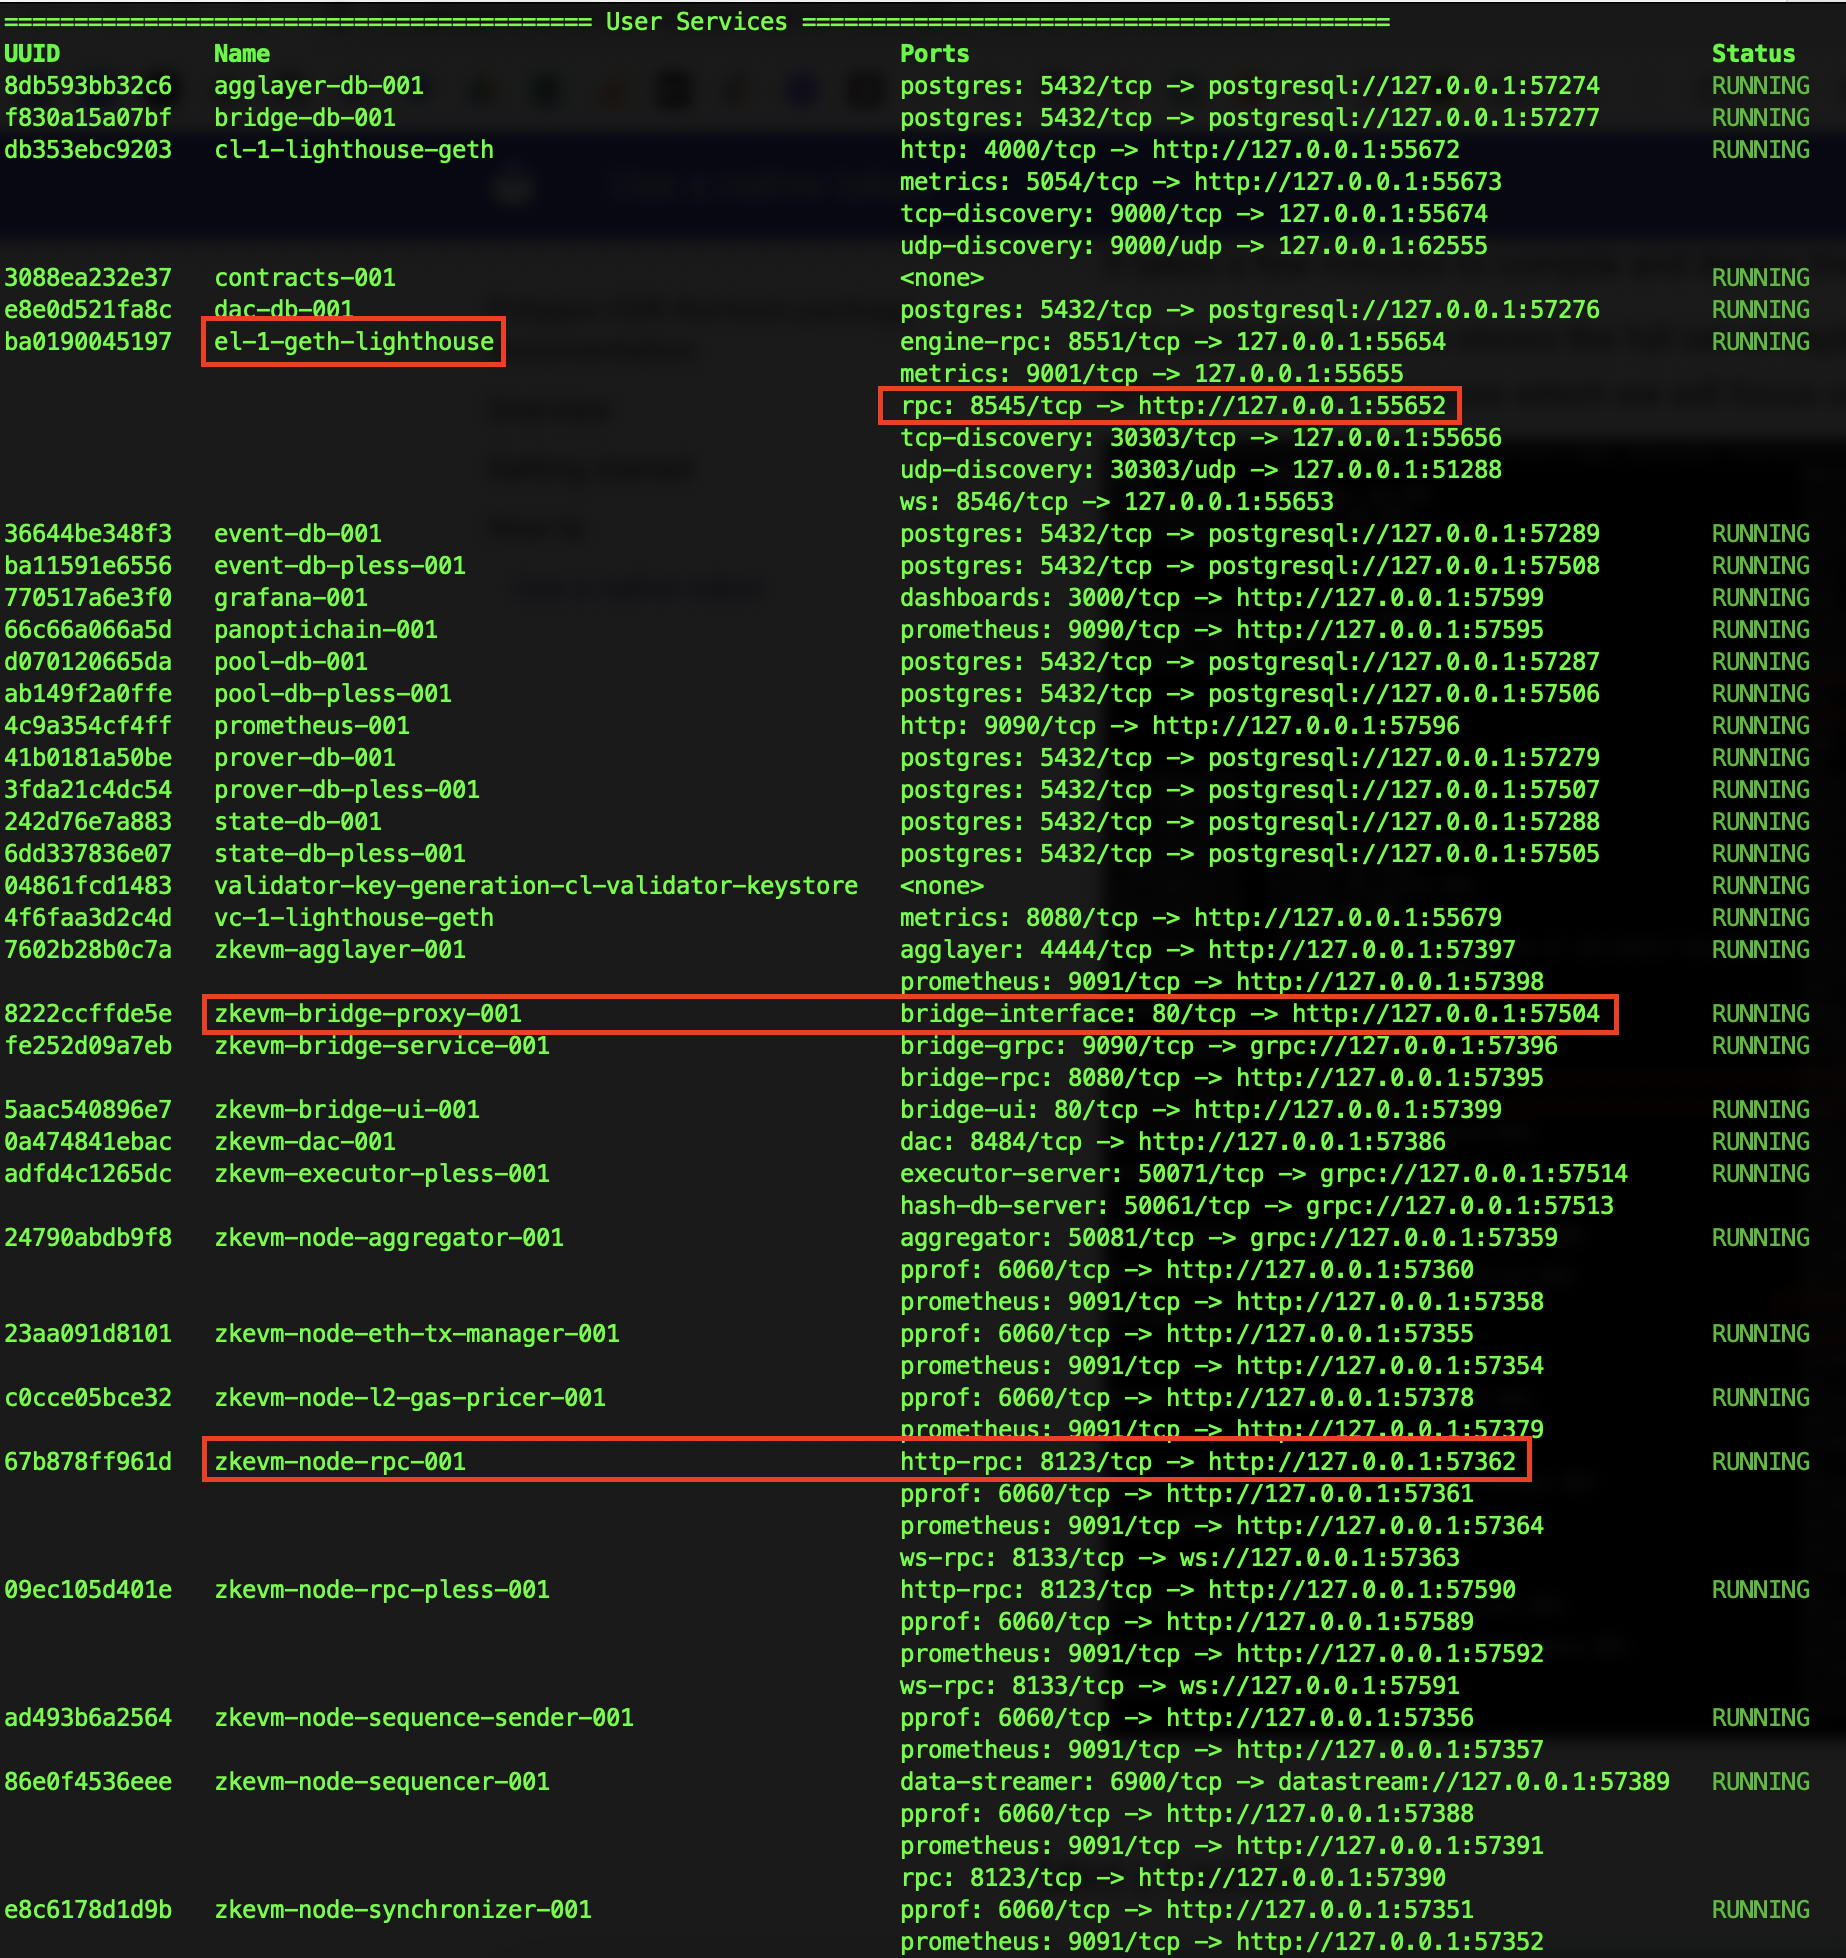 ========================================== User Services ==========================================
UUID Name Ports Status
8db593bb32c6 agglayer-db-001 postgres: 5432/tcp -> postgresql://127.0.0.1:57274 RUNNING
f830a15a07bf bridge-db-001 postgres: 5432/tcp -> postgresql://127.0.0.1:57277 RUNNING
db353ebc9203 cl-1-lighthouse-geth http: 4000/tcp -> http://127.0.0.1:55672 RUNNING
metrics: 5054/tcp -> http://127.0.0.1:55673
tcp-discovery: 9000/tcp -> 127.0.0.1:55674
udp-discovery: 9000/udp -> 127.0.0.1:62555
3088ea232e37 contracts-001 <none> RUNNING
e8e0d521fa8c dac-db-001 postgres: 5432/tcp -> postgresql://127.0.0.1:57276 RUNNING
ba0190045197 el-1-geth-lighthouse engine-rpc: 8551/tcp -> 127.0.0.1:55654 RUNNING
metrics: 9001/tcp -> 127.0.0.1:55655
rpc: 8545/tcp -> http://127.0.0.1:55652
tcp-discovery: 30303/tcp -> 127.0.0.1:55656
udp-discovery: 30303/udp -> 127.0.0.1:51288
ws: 8546/tcp -> 127.0.0.1:55653
36644be348f3 event-db-001 postgres: 5432/tcp -> postgresql://127.0.0.1:57289 RUNNING
ba11591e6556 event-db-pless-001 postgres: 5432/tcp -> postgresql://127.0.0.1:57508 RUNNING
770517a6e3f0 grafana-001 dashboards: 3000/tcp -> http://127.0.0.1:57599 RUNNING
66c66a066a5d panoptichain-001 prometheus: 9090/tcp -> http://127.0.0.1:57595 RUNNING
d070120665da pool-db-001 postgres: 5432/tcp -> postgresql://127.0.0.1:57287 RUNNING
ab149f2a0ffe pool-db-pless-001 postgres: 5432/tcp -> postgresql://127.0.0.1:57506 RUNNING
4c9a354cf4ff prometheus-001 http: 9090/tcp -> http://127.0.0.1:57596 RUNNING
41b0181a50be prover-db-001 postgres: 5432/tcp -> postgresql://127.0.0.1:57279 RUNNING
3fda21c4dc54 prover-db-pless-001 postgres: 5432/tcp -> postgresql://127.0.0.1:57507 RUNNING
242d76e7a883 state-db-001 postgres: 5432/tcp -> postgresql://127.0.0.1:57288 RUNNING
6dd337836e07 state-db-pless-001 postgres: 5432/tcp -> postgresql://127.0.0.1:57505 RUNNING
04861fcd1483 validator-key-generation-cl-validator-keystore <none> RUNNING
4f6faa3d2c4d vc-1-lighthouse-geth metrics: 8080/tcp -> http://127.0.0.1:55679 RUNNING
7602b28b0c7a zkevm-agglayer-001 agglayer: 4444/tcp -> http://127.0.0.1:57397 RUNNING
prometheus: 9091/tcp -> http://127.0.0.1:57398
8222ccffde5e zkevm-bridge-proxy-001 bridge-interface: 80/tcp -> http://127.0.0.1:57504 RUNNING
fe252d09a7eb zkevm-bridge-service-001 bridge-grpc: 9090/tcp -> grpc://127.0.0.1:57396 RUNNING
bridge-rpc: 8080/tcp -> http://127.0.0.1:57395
5aac540896e7 zkevm-bridge-ui-001 bridge-ui: 80/tcp -> http://127.0.0.1:57399 RUNNING
0a474841ebac zkevm-dac-001 dac: 8484/tcp -> http://127.0.0.1:57386 RUNNING
adfd4c1265dc zkevm-executor-pless-001 executor-server: 50071/tcp -> grpc://127.0.0.1:57514 RUNNING
hash-db-server: 50061/tcp -> grpc://127.0.0.1:57513
24790abdb9f8 zkevm-node-aggregator-001 aggregator: 50081/tcp -> grpc://127.0.0.1:57359 RUNNING
pprof: 6060/tcp -> http://127.0.0.1:57360
prometheus: 9091/tcp -> http://127.0.0.1:57358
23aa091d8101 zkevm-node-eth-tx-manager-001 pprof: 6060/tcp -> http://127.0.0.1:57355 RUNNING
prometheus: 9091/tcp -> http://127.0.0.1:57354
c0cce05bce32 zkevm-node-l2-gas-pricer-001 pprof: 6060/tcp -> http://127.0.0.1:57378 RUNNING
prometheus: 9091/tcp -> http://127.0.0.1:57379
67b878ff961d zkevm-node-rpc-001 http-rpc: 8123/tcp -> http://127.0.0.1:57362 RUNNING
pprof: 6060/tcp -> http://127.0.0.1:57361
prometheus: 9091/tcp -> http://127.0.0.1:57364
ws-rpc: 8133/tcp -> ws://127.0.0.1:57363
09ec105d401e zkevm-node-rpc-pless-001 http-rpc: 8123/tcp -> http://127.0.0.1:57590 RUNNING
pprof: 6060/tcp -> http://127.0.0.1:57589
prometheus: 9091/tcp -> http://127.0.0.1:57592
ws-rpc: 8133/tcp -> ws://127.0.0.1:57591
ad493b6a2564 zkevm-node-sequence-sender-001 pprof: 6060/tcp -> http://127.0.0.1:57356 RUNNING
prometheus: 9091/tcp -> http://127.0.0.1:57357
86e0f4536eee zkevm-node-sequencer-001 data-streamer: 6900/tcp -> datastream://127.0.0.1:57389 RUNNING
pprof: 6060/tcp -> http://127.0.0.1:57388
prometheus: 9091/tcp -> http://127.0.0.1:57391
rpc: 8123/tcp -> http://127.0.0.1:57390
e8c6178d1d9b zkevm-node-synchronizer-001 pprof: 6060/tcp -> http://127.0.0.1:57351 RUNNING
prometheus: 9091/tcp -> http://127.0.0.1:57352